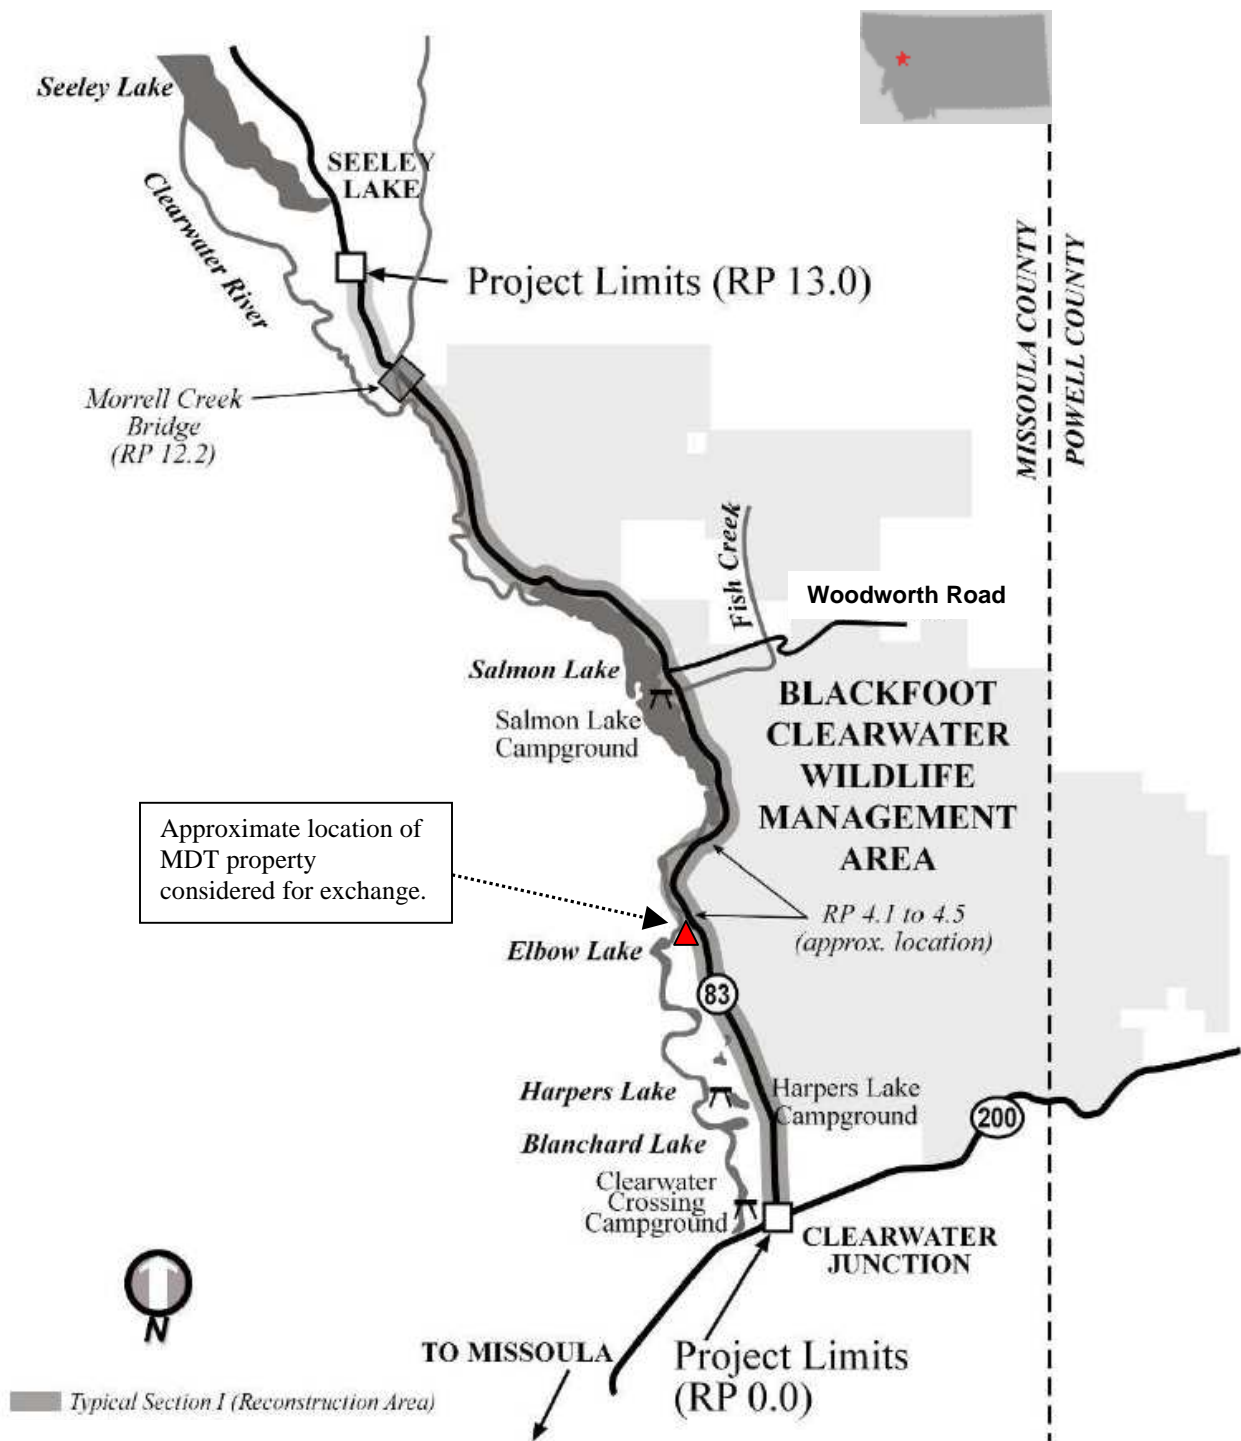 Seeley Lake
SEELEY
LAKE
Clearwater River
Project Limits (RP 13.0)
MISSOULA COUNTY
POWELL COUNTY
Morrell Creek
Bridge
(RP 12.2)
Fish Creek
Woodworth Road
Salmon Lake
Salmon Lake
Campground
BLACKFOOT
CLEARWATER
WILDLIFE
MANAGEMENT
AREA
Approximate location of
MDT property
considered for exchange.
RP 4.1 to 4.5
(approx. location)
Elbow Lake
83
Harpers Lake
Harpers Lake
Campground
200
Blanchard Lake
Clearwater
Crossing
Campground
CLEARWATER
JUNCTION
N
TO MISSOULA
Project Limits
(RP 0.0)
Typical Section I (Reconstruction Area)